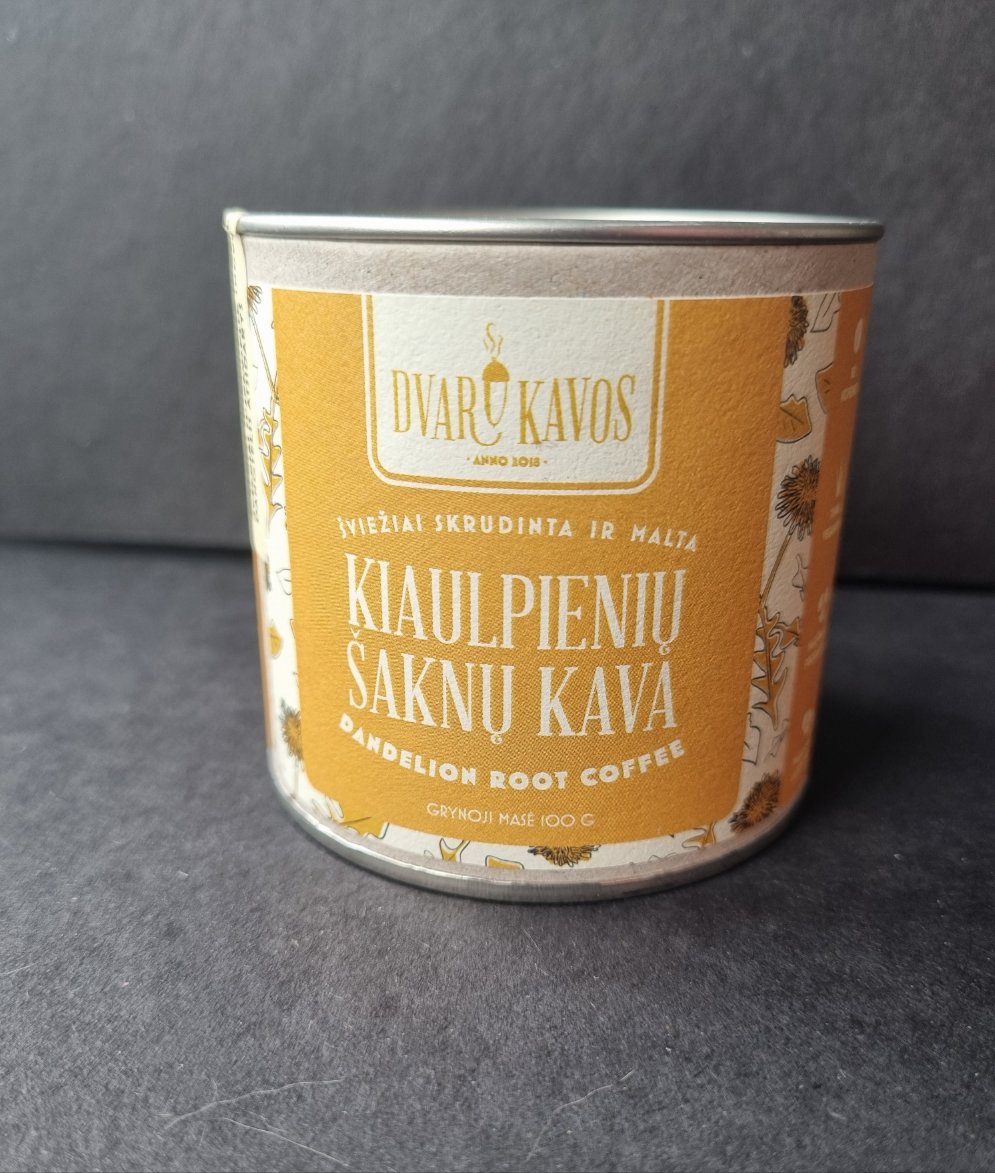 DVARŲ KAVOS
· ANNO 2018 ·
ŠVIEŽIAI SKRUDINTA IR MALTA
KIAULPIENIŲ
ŠAKNŲ KAVA
DANDELION ROOT COFFEE
GRYNOJI MASĖ 100 G